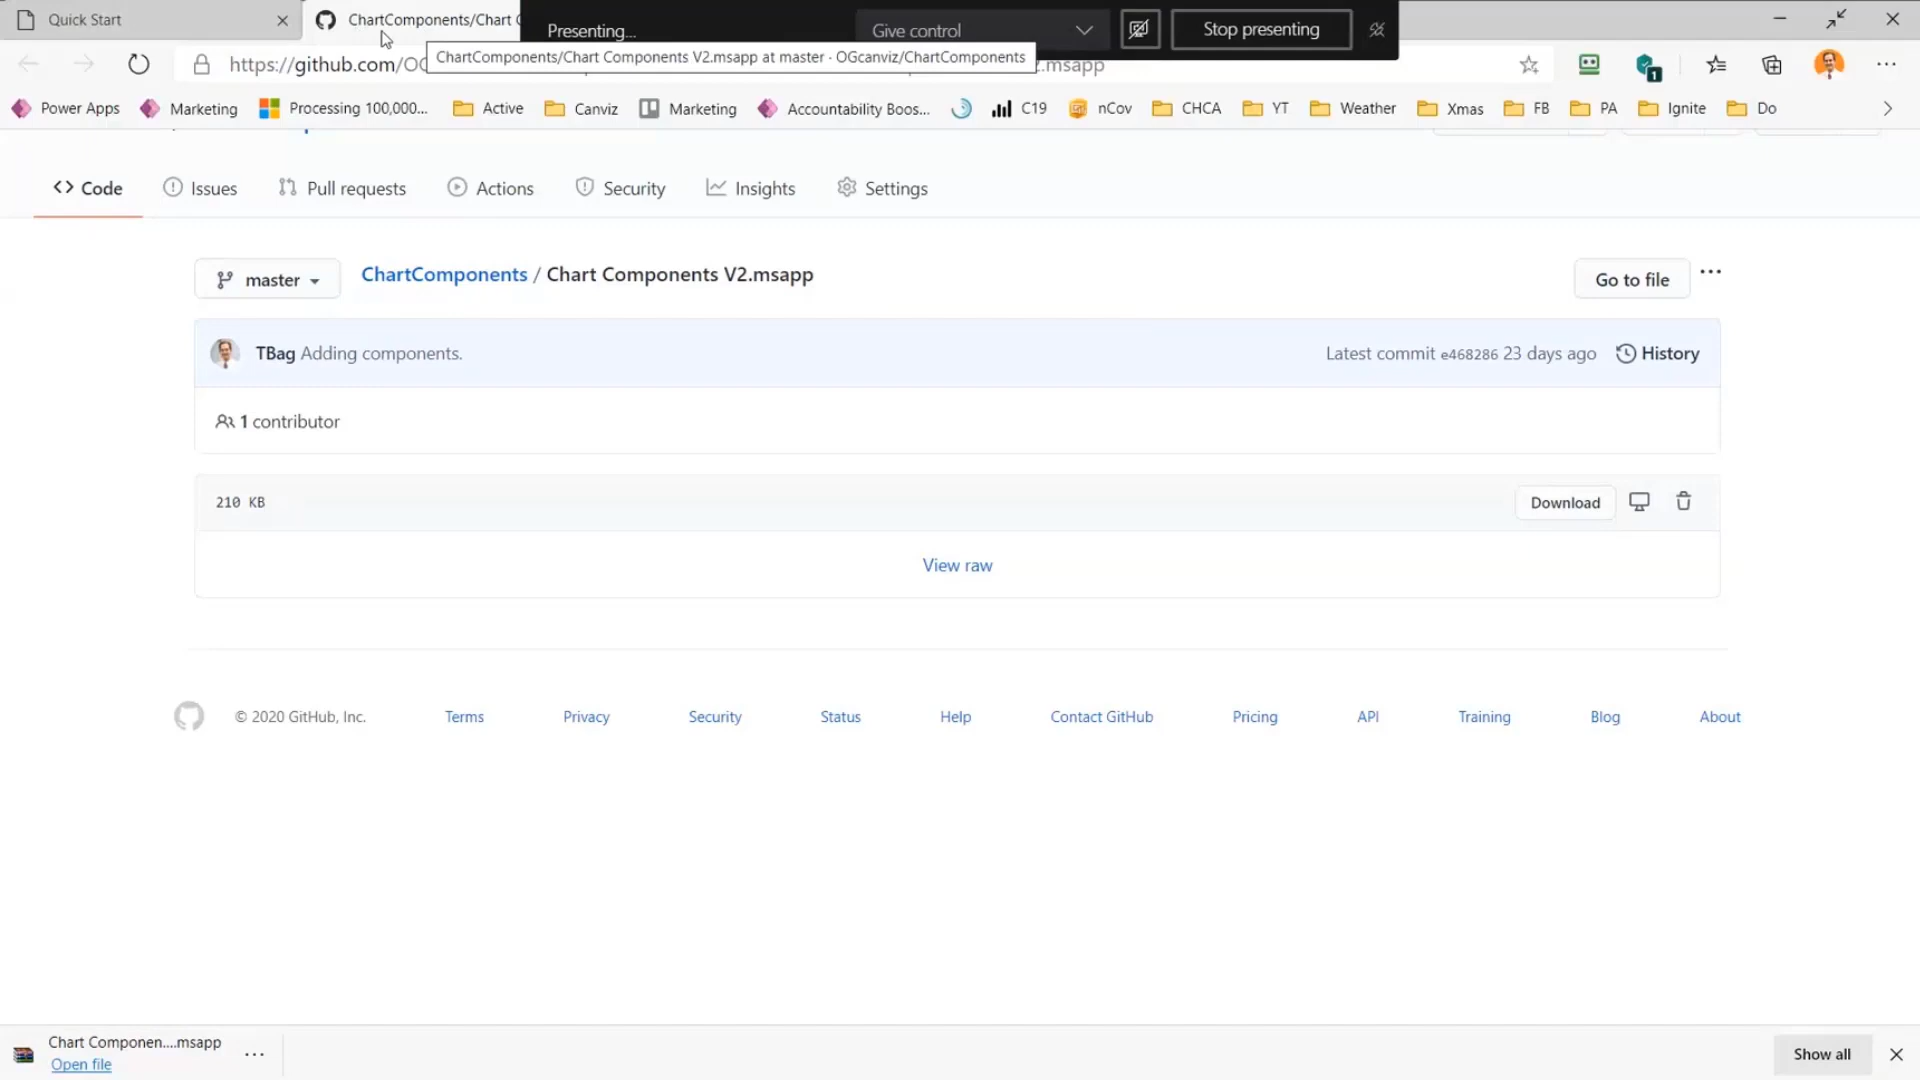 Quick Start
ChartComponents/Chart C
Presenting...
Give control
Stop presenting
https://github.com/OG
ChartComponents/Chart Components V2.msapp at master · OGcanviz/ChartComponents
2.msapp
1
Power Apps
Marketing
Processing 100,000...
Active
Canviz
Marketing
Accountability Boos...
C19
nCov
CHCA
YT
Weather
Xmas
FB
PA
Ignite
Do
<> Code
Issues
Pull requests
Actions
Security
Insights
Settings
master
ChartComponents / Chart Components V2.msapp
Go to file
TBag Adding components.
Latest commit e468286 23 days ago
History
1 contributor
210 KB
Download
View raw
© 2020 GitHub, Inc.
Terms
Privacy
Security
Status
Help
Contact GitHub
Pricing
API
Training
Blog
About
Chart Componen....msapp
Open file
Show all